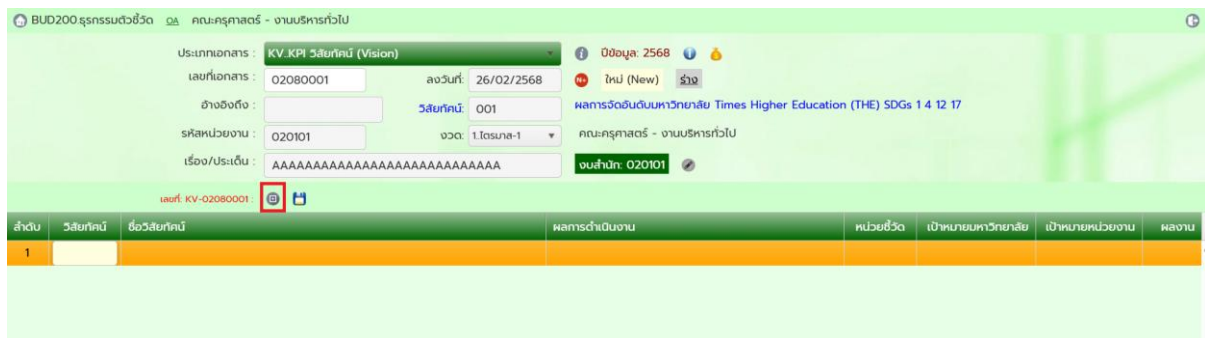 BUD200.ธุรกรรมตัวชี้วัด OA คณะครุศาสตร์ - งานบริหารทั่วไป
ประเภทเอกสาร : KV..KPI วิสัยทัศน์ (Vision) ปีข้อมูล: 2568
เลขที่เอกสาร : 02080001 ลงวันที่: 26/02/2568 N+ ใหม่ (New) ร่าง
อ้างอิงถึง : วิสัยทัศน์: 001 ผลการจัดอันดับมหาวิทยาลัย Times Higher Education (THE) SDGs 1 4 12 17
รหัสหน่วยงาน : 020101 งวด: 1.ไตรมาส-1 คณะครุศาสตร์ - งานบริหารทั่วไป
เรื่อง/ประเด็น : AAAAAAAAAAAAAAAAAAAAAAAAAAAA งบสำนัก: 020101
เลขที่: KV-02080001 :
ลำดับ วิสัยทัศน์ ชื่อวิสัยทัศน์ ผลการดำเนินงาน หน่วยชี้วัด เป้าหมายมหาวิทยาลัย เป้าหมายหน่วยงาน ผลงาน
1